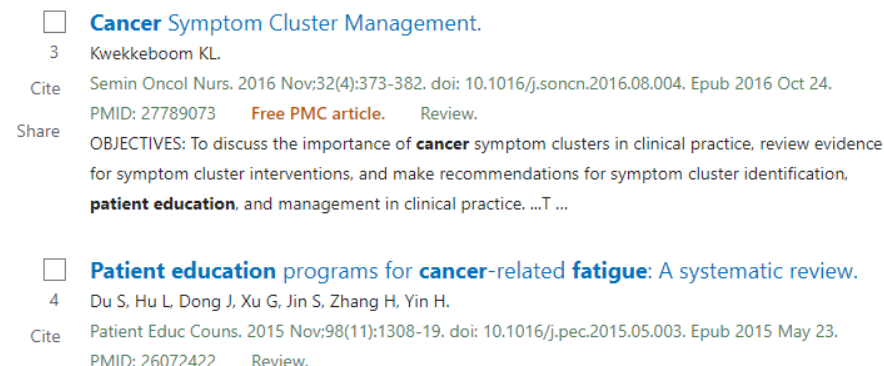 Cancer Symptom Cluster Management.
3
Kwekkeboom KL.
Cite
Semin Oncol Nurs. 2016 Nov;32(4):373-382. doi: 10.1016/j.soncn.2016.08.004. Epub 2016 Oct 24.
PMID: 27789073 Free PMC article. Review.
Share
OBJECTIVES: To discuss the importance of cancer symptom clusters in clinical practice, review evidence
for symptom cluster interventions, and make recommendations for symptom cluster identification,
patient education, and management in clinical practice. ...T ...
Patient education programs for cancer-related fatigue: A systematic review.
4
Du S, Hu L, Dong J, Xu G, Jin S, Zhang H, Yin H.
Cite
Patient Educ Couns. 2015 Nov;98(11):1308-19. doi: 10.1016/j.pec.2015.05.003. Epub 2015 May 23.
PMID: 26072422 Review.